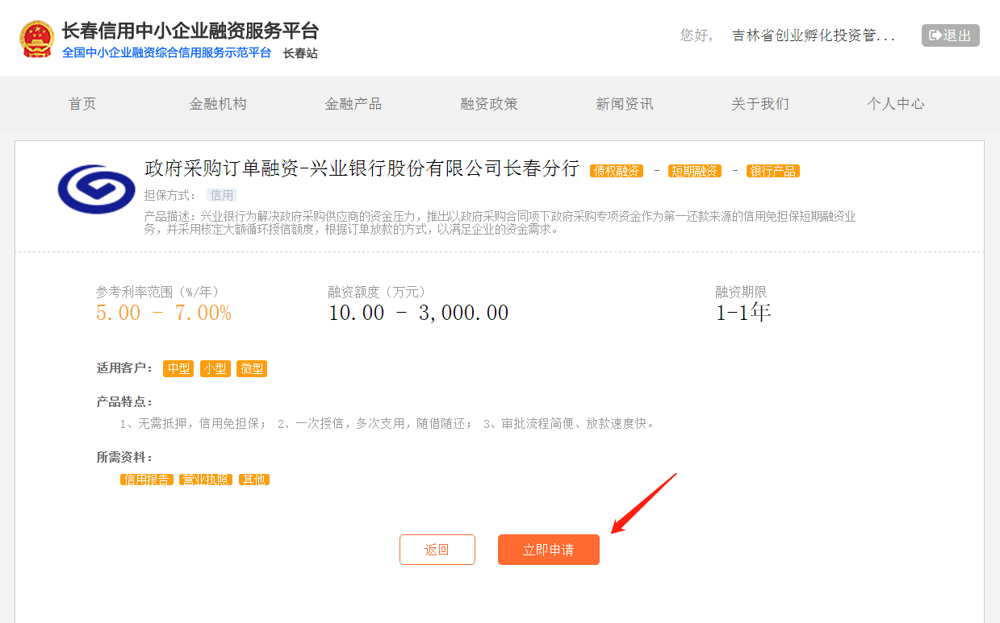 长春信用中小企业融资服务平台
全国中小企业融资综合信用服务示范平台 长春站
您好, 吉林省创业孵化投资管... 退出
首页 金融机构 金融产品 融资政策 新闻资讯 关于我们 个人中心
政府采购订单融资-兴业银行股份有限公司长春分行 债权融资 - 短期融资 - 银行产品
担保方式： 信用
产品描述：兴业银行为解决政府采购供应商的资金压力，推出以政府采购合同项下政府采购专项资金作为第一还款来源的信用免担保短期融资业
务，并采用核定大额循环授信额度，根据订单放款的方式，以满足企业的资金需求。
参考利率范围（%/年） 融资额度（万元） 融资期限
5.00 - 7.00% 10.00 - 3,000.00 1-1年
适用客户： 中型 小型 微型
产品特点：
1、无需抵押，信用免担保； 2、一次授信，多次支用，随借随还； 3、审批流程简便、放款速度快。
所需资料：
信用报告 营业执照 其他
返回 立即申请